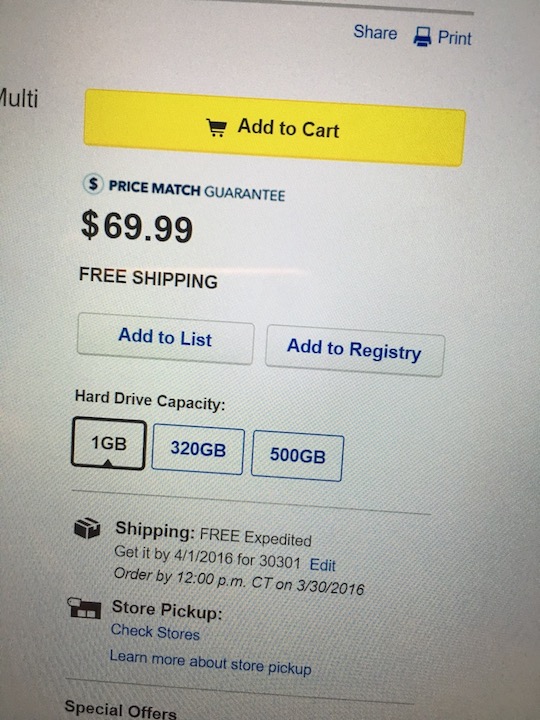 Share Print
Multi
Add to Cart
$ PRICE MATCH GUARANTEE
$69.99
FREE SHIPPING
Add to List Add to Registry
Hard Drive Capacity:
1GB 320GB 500GB
Shipping: FREE Expedited
Get it by 4/1/2016 for 30301 Edit
Order by 12:00 p.m. CT on 3/30/2016
Store Pickup:
Check Stores
Learn more about store pickup
Special Offers